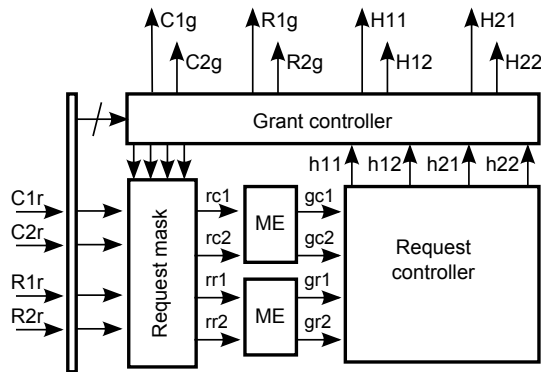 C1g R1g H11 H21
C2g R2g H12 H22
Grant controller
h11 h12 h21 h22
C1r rc1 gc1
C2r rc2 gc2
R1r rr1 gr1
R2r rr2 gr2
Request mask
ME
ME
Request
controller